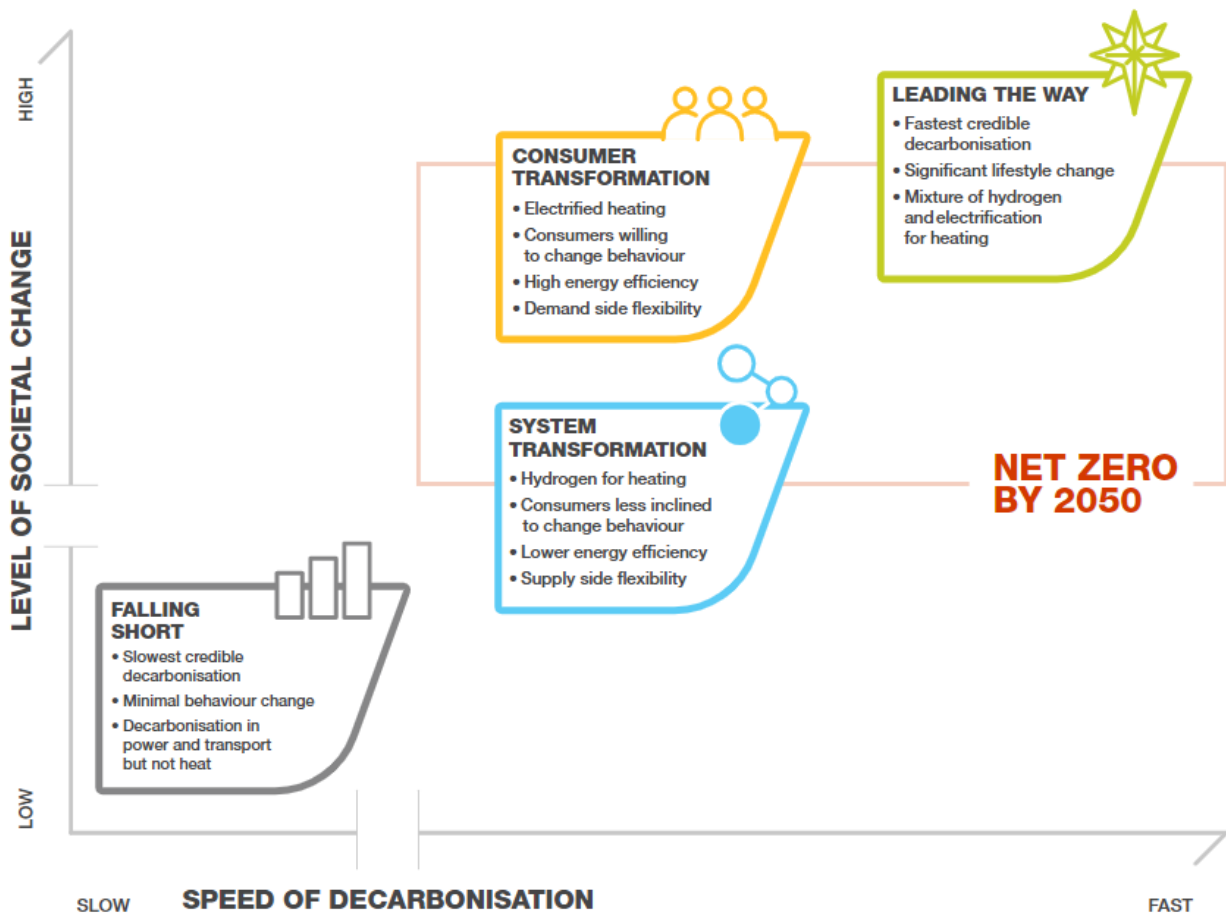 HIGH
LEVEL OF SOCIETAL CHANGE
LOW
LEADING THE WAY
• Fastest credible
decarbonisation
• Significant lifestyle change
• Mixture of hydrogen
and electrification
for heating
CONSUMER
TRANSFORMATION
• Electrified heating
• Consumers willing
to change behaviour
• High energy efficiency
• Demand side flexibility
SYSTEM
TRANSFORMATION
• Hydrogen for heating
• Consumers less inclined
to change behaviour
• Lower energy efficiency
• Supply side flexibility
NET ZERO
BY 2050
FALLING
SHORT
• Slowest credible
decarbonisation
• Minimal behaviour change
• Decarbonisation in
power and transport
but not heat
SLOW
SPEED OF DECARBONISATION
FAST